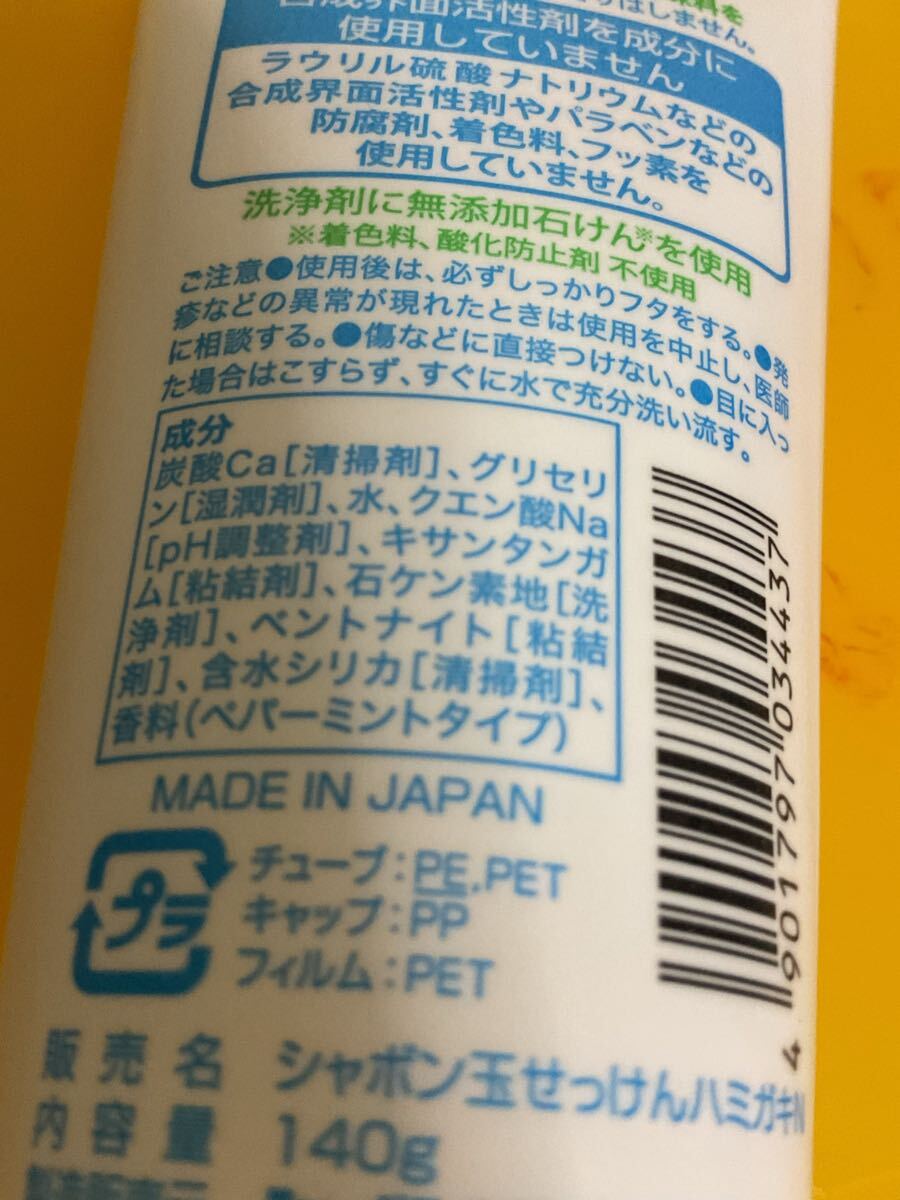 料を
はしません。
合成界面活性剤を成分に
使用していません
ラウリル硫酸ナトリウムなどの
合成界面活性剤やパラベンなどの
防腐剤、着色料、フッ素を
使用していません。
洗浄剤に無添加石けん※を使用
※着色料、酸化防止剤 不使用
ご注意●使用後は、必ずしっかりフタをする。●発
疹などの異常が現れたときは使用を中止し、医師
に相談する。●傷などに直接つけない。●目に入っ
た場合はこすらず、すぐに水で充分洗い流す。
成分
炭酸Ca[清掃剤]、グリセリ
ン[湿潤剤]、水、クエン酸Na
[pH調整剤]、キサンタンガ
ム[粘結剤]、石ケン素地[洗
浄剤]、ベントナイト[粘結
剤]、含水シリカ[清掃剤]、
香料(ペパーミントタイプ)
4901797034437
MADE IN JAPAN
プラ
チューブ:PE,PET
キャップ:PP
フィルム:PET
販売名 シャボン玉せっけんハミガキN
内容量 140g